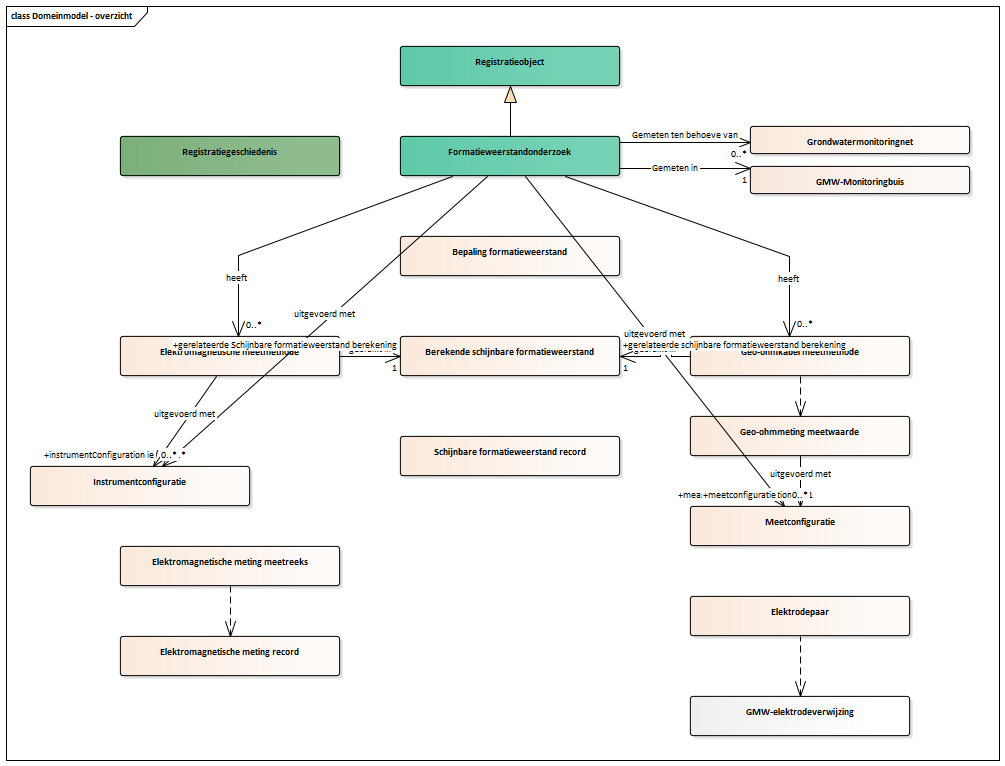 class Domeinmodel - overzicht
Registratieobject
Registratiegeschiedenis
Formatieweerstandonderzoek
Gemeten ten behoeve van
0..*
Grondwatermonitoringnet
Gemeten in
1
GMW-Monitoringbuis
Bepaling formatieweerstand
heeft
heeft
uitgevoerd met
0..*
0..*
uitgevoerd met
+gerelateerde Schijnbare formatieweerstand berekening
+gerelateerde schijnbare formatieweerstand berekening
Elektromagnetische meetmethode
Berekende schijnbare formatieweerstand
Geo-ohmkabel meetmethode
1
1
uitgevoerd met
Geo-ohmmeting meetwaarde
+instrumentConfiguration
0..*
Schijnbare formatieweerstand record
uitgevoerd met
Instrumentconfiguratie
+meetconfiguratie
0..*
1
Meetconfiguratie
Elektromagnetische meting meetreeks
Elektrodepaar
Elektromagnetische meting record
GMW-elektrodeverwijzing